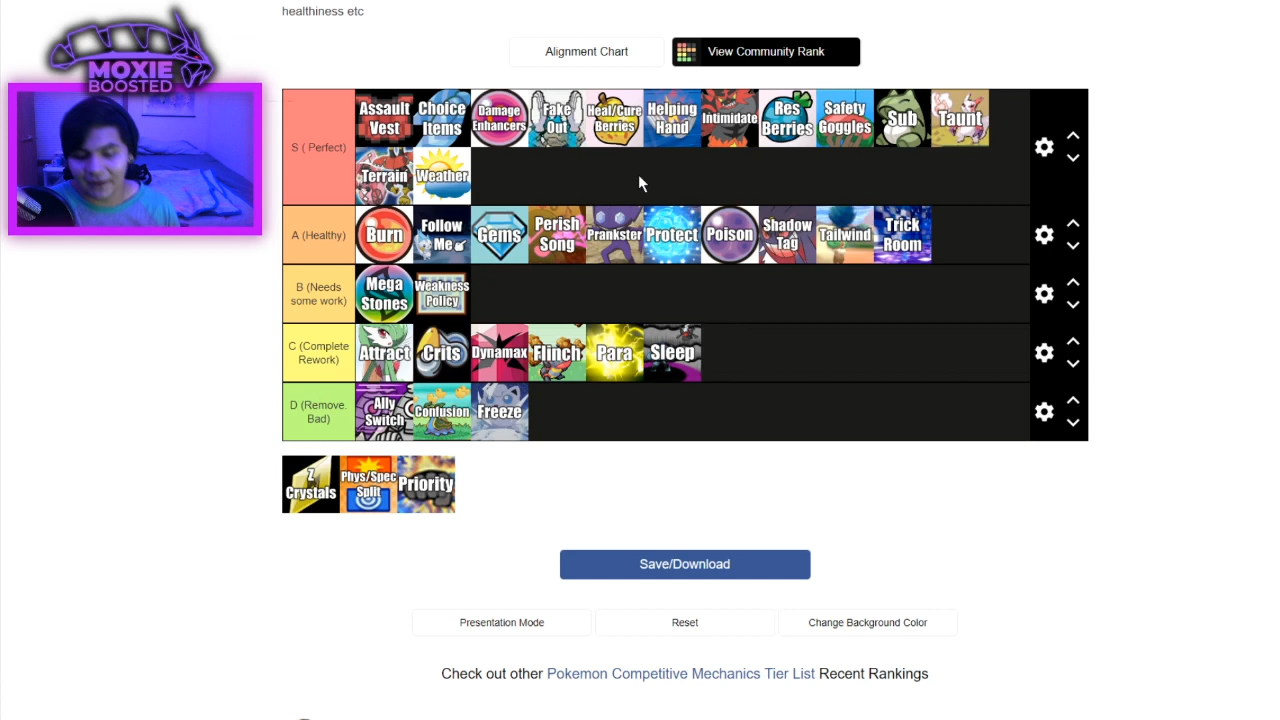 healthiness etc
MOXIE
BOOSTED
Alignment Chart
View Community Rank
S ( Perfect)
Assault Vest
Choice Items
Damage Enhancers
Fake Out
Heal/Cure Berries
Helping Hand
Intimidate
Res Berries
Safety Goggles
Sub
Taunt
Terrain
Weather
A (Healthy)
Burn
Follow Me
Gems
Perish Song
Prankster
Protect
Poison
Shadow Tag
Tailwind
Trick Room
B (Needs some work)
Mega Stones
Weakness Policy
C (Complete Rework)
Attract
Crits
Dynamax
Flinch
Para
Sleep
D (Remove. Bad)
Ally Switch
Confusion
Freeze
Z Crystals
Phys/Spec Split
Priority
Save/Download
Presentation Mode
Reset
Change Background Color
Check out other Pokemon Competitive Mechanics Tier List Recent Rankings